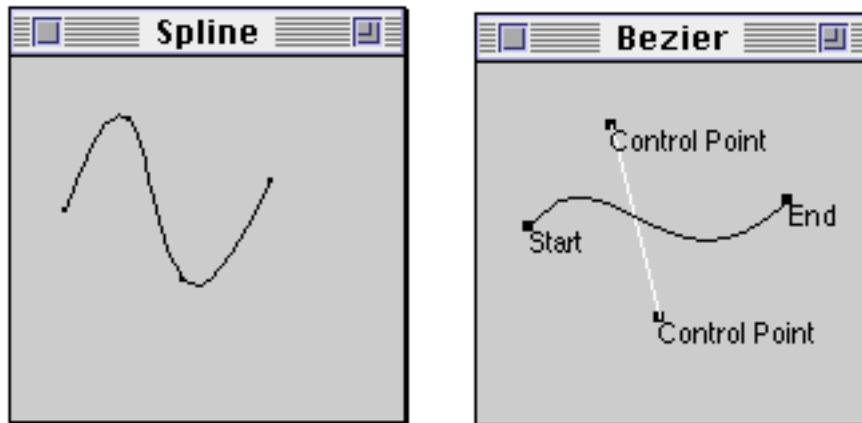 Spline
Bezier
Control Point
Start
End
Control Point